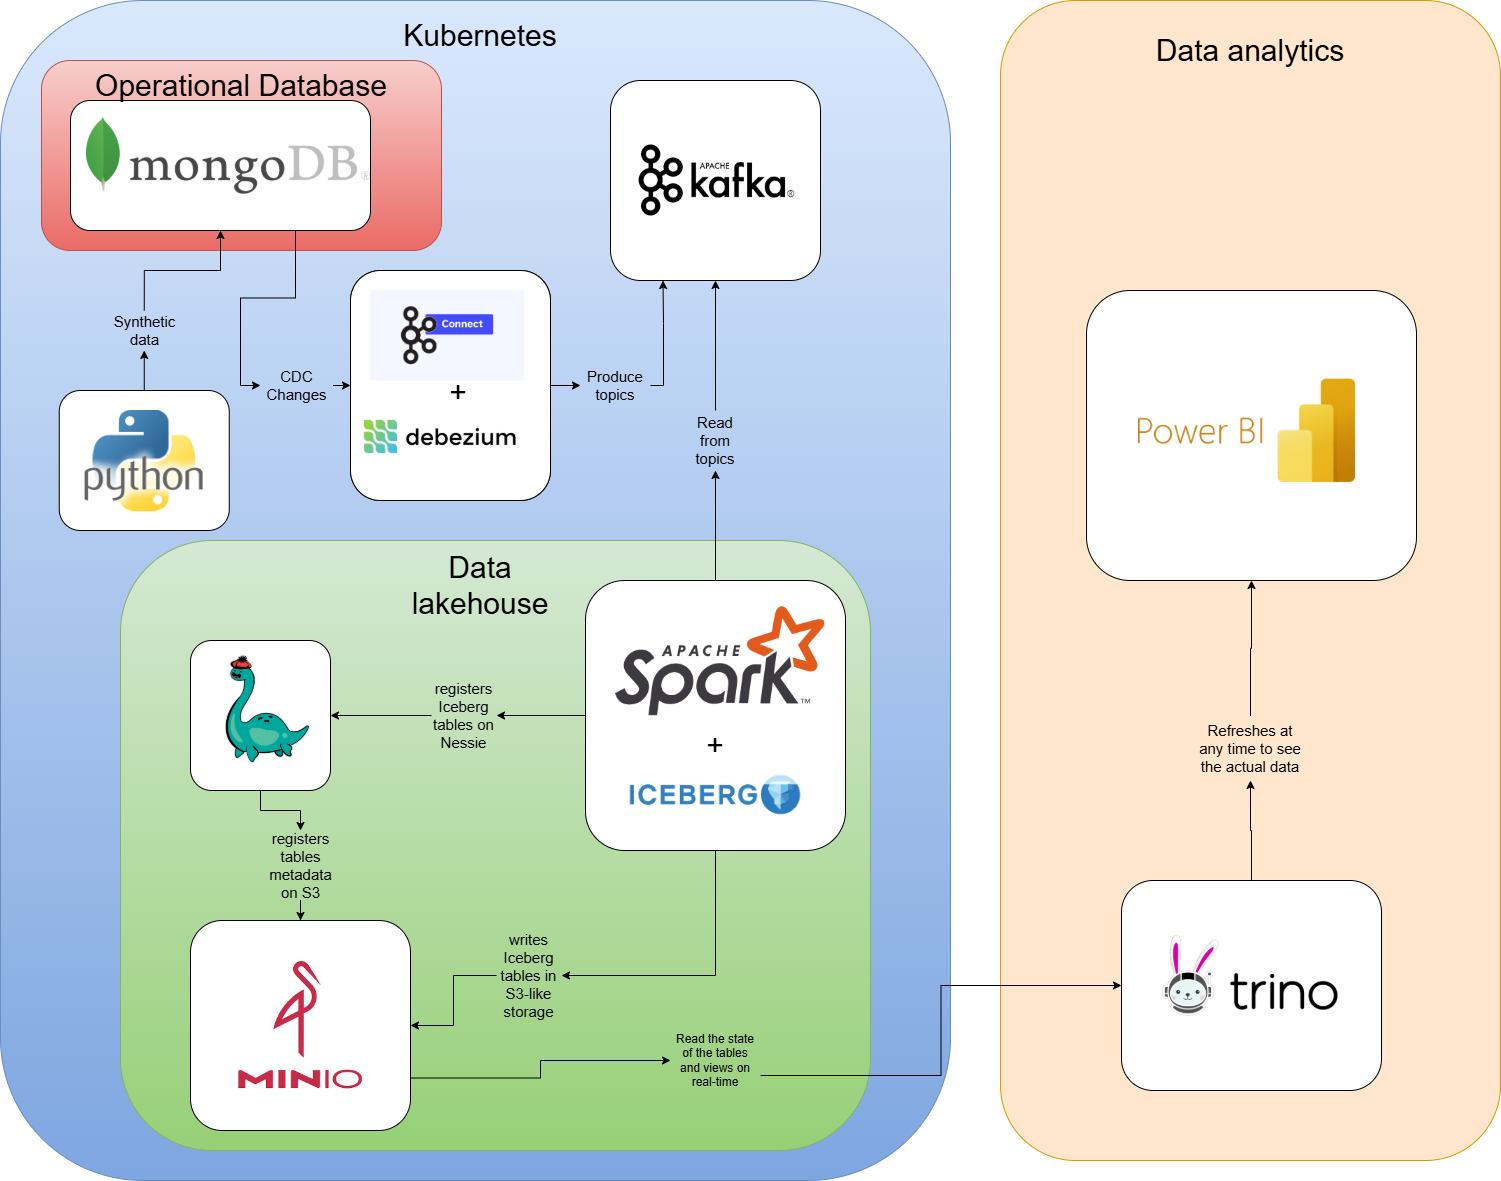 Kubernetes
Operational Database
mongoDB®
Synthetic
data
python
CDC
Changes
Connect
+
debezium
Produce
topics
APACHE
kafka®
Read
from
topics
Data
lakehouse
APACHE
Spark™
+
ICEBERG
registers
Iceberg
tables on
Nessie
registers
tables
metadata
on S3
MINIO
writes
Iceberg
tables in
S3-like
storage
Read the state
of the tables
and views on
real-time
Data analytics
Power BI
Refreshes at
any time to see
the actual data
trino